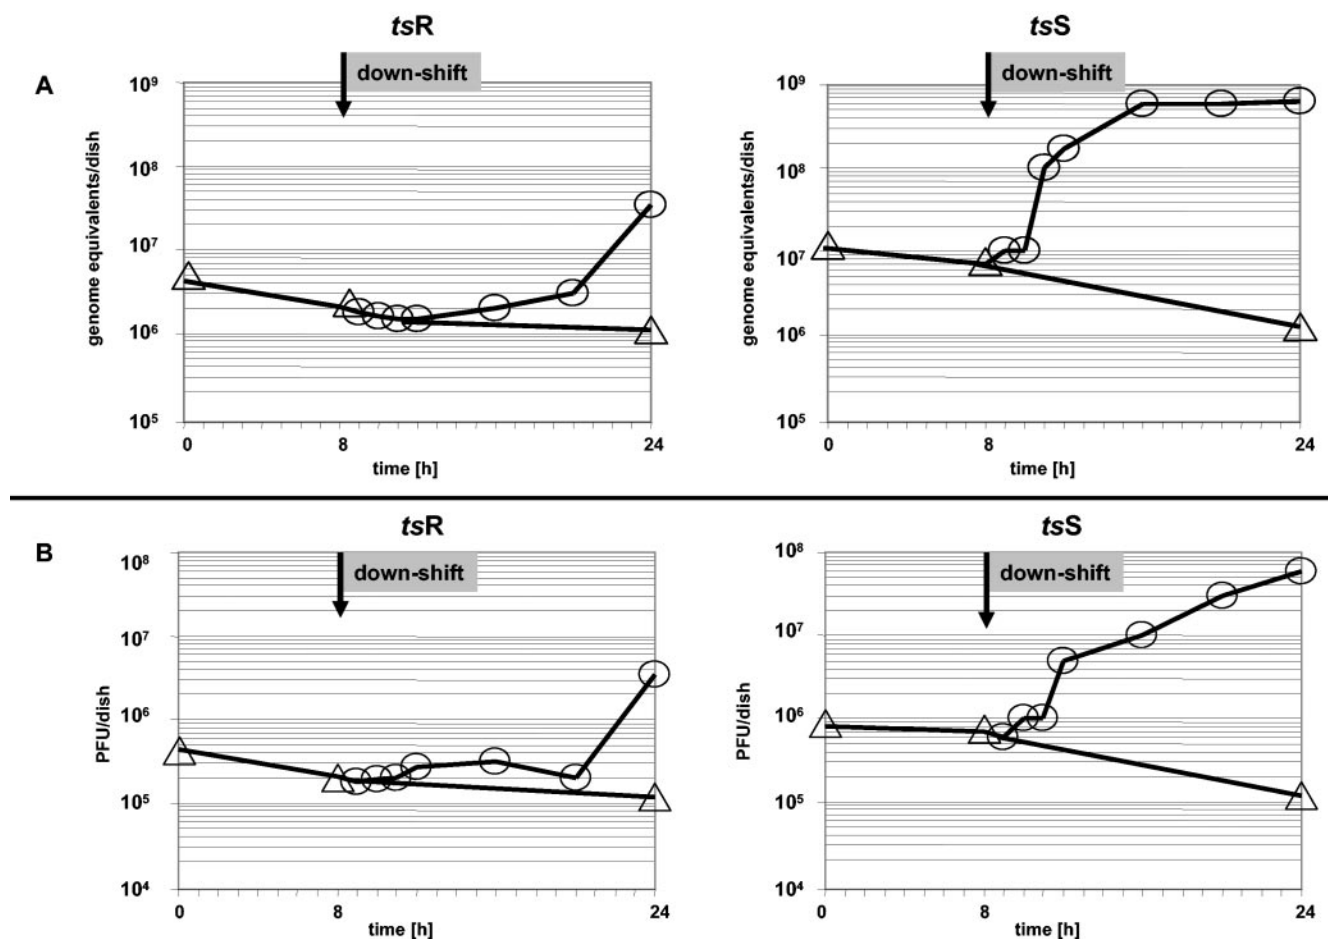 tsR
tsS
A
down-shift
down-shift
genome equivalents/dish
10⁹
10⁸
10⁷
10⁶
10⁵
0
8
24
time [h]
genome equivalents/dish
10⁹
10⁸
10⁷
10⁶
10⁵
0
8
24
time [h]
B
tsR
tsS
down-shift
down-shift
PFU/dish
10⁸
10⁷
10⁶
10⁵
10⁴
0
8
24
time [h]
PFU/dish
10⁸
10⁷
10⁶
10⁵
10⁴
0
8
24
time [h]